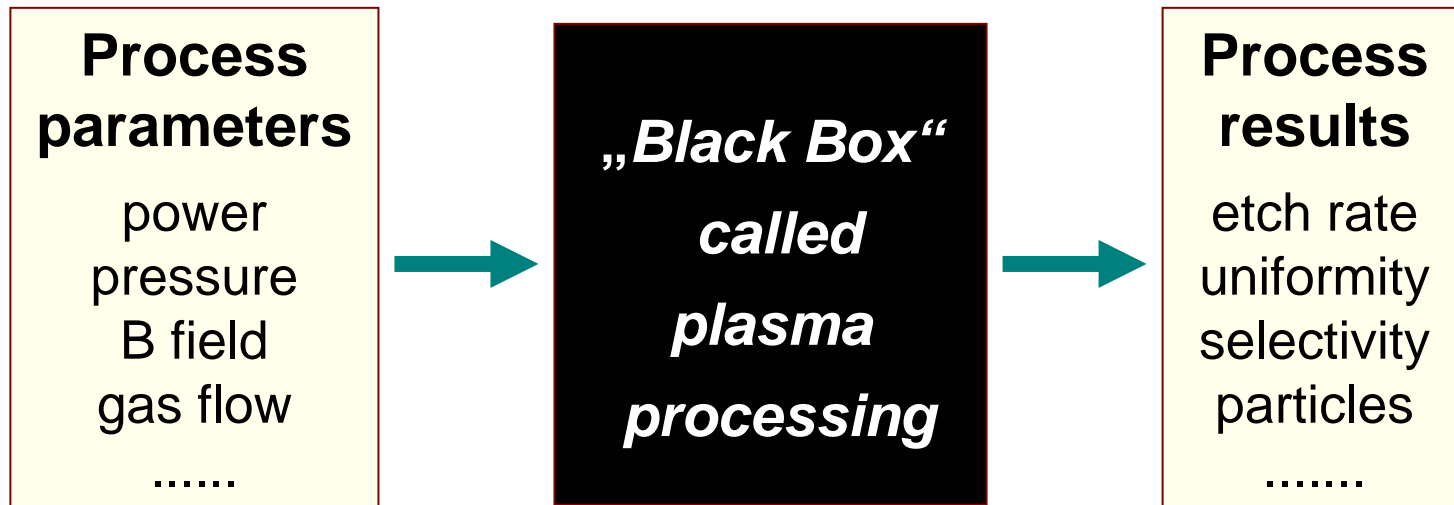 Process
parameters
power
pressure
B field
gas flow
......
„Black Box“
called
plasma
processing
Process
results
etch rate
uniformity
selectivity
particles
.......